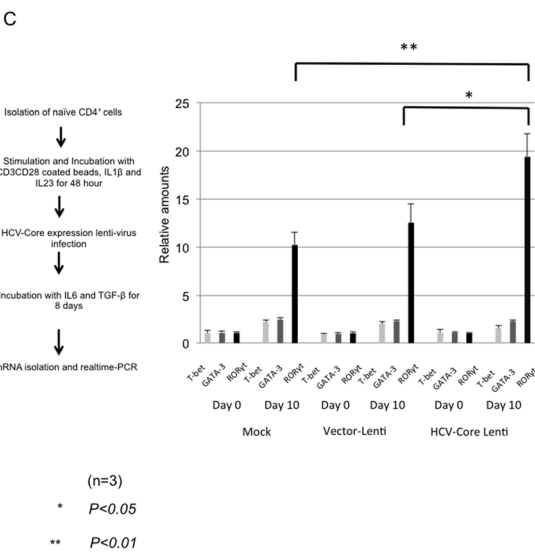 C
Isolation of naïve CD4⁺ cells
Stimulation and Incubation with
CD3CD28 coated beads, IL1β and
IL23 for 48 hour
HCV-Core expression lenti-virus
infection
Incubation with IL6 and TGF-β for
8 days
mRNA isolation and realtime-PCR
**
*
Relative amounts
25
20
15
10
5
0
T-bet GATA-3 RORγt T-bet GATA-3 RORγt T-bet GATA-3 RORγt T-bet GATA-3 RORγt T-bet GATA-3 RORγt T-bet GATA-3 RORγt
Day 0 Day 10 Day 0 Day 10 Day 0 Day 10
Mock Vector-Lenti HCV-Core Lenti
(n=3)
* P<0.05
** P<0.01